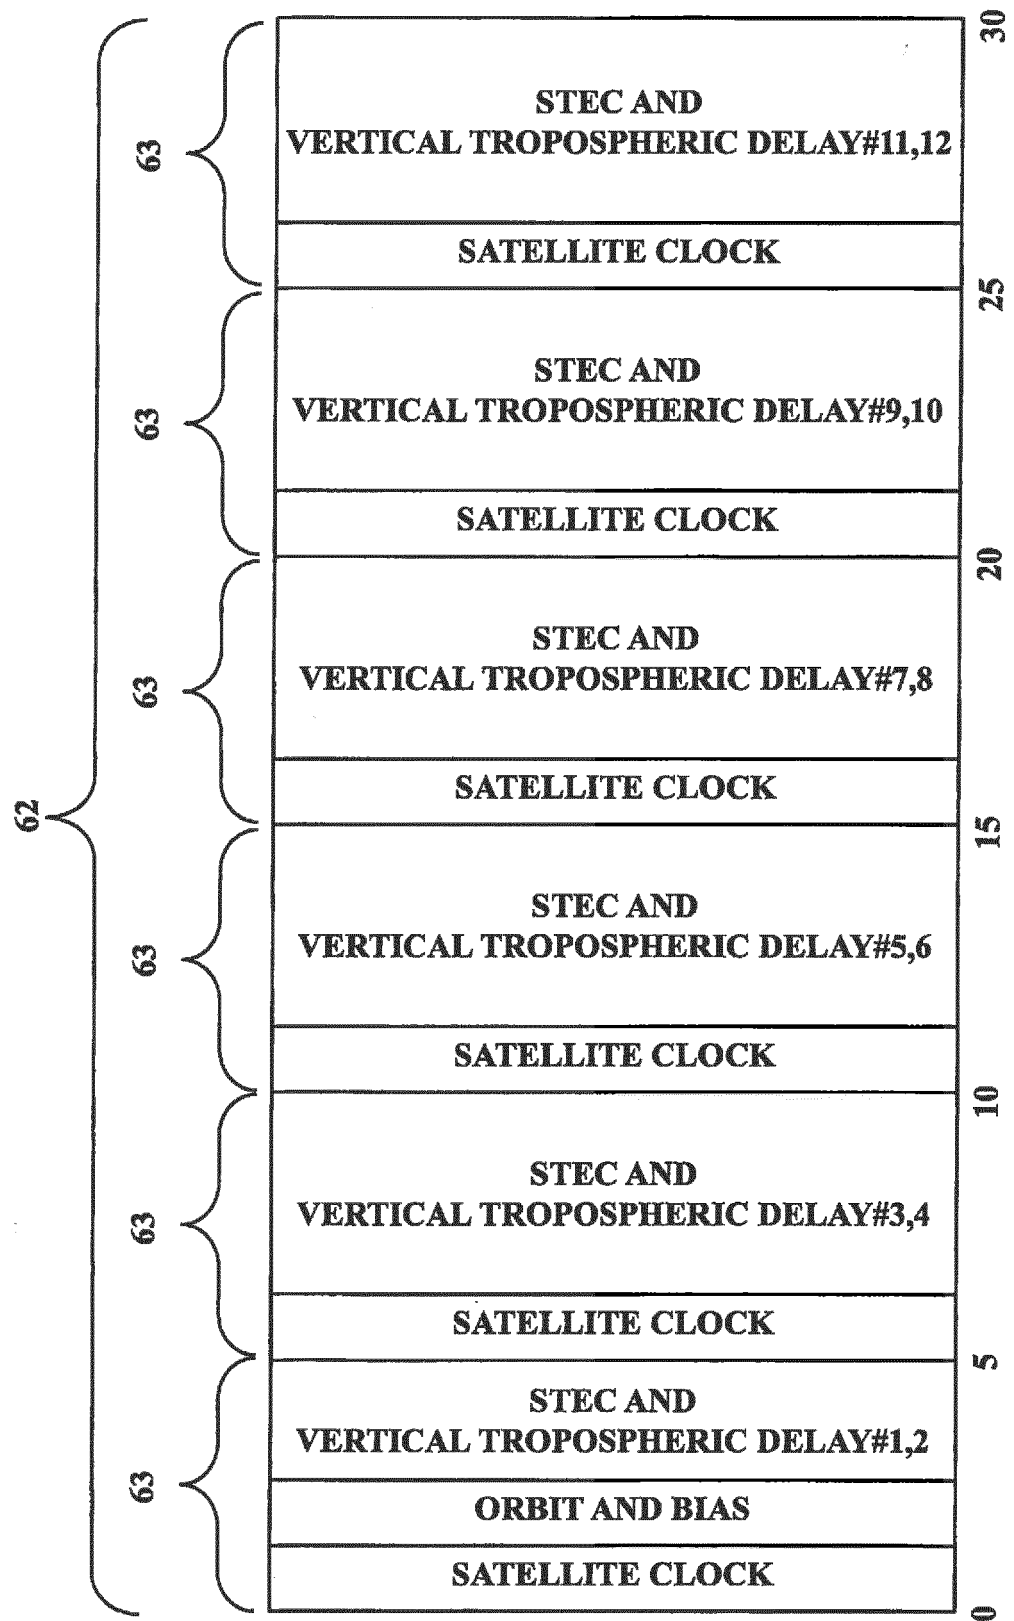 62
63
63
63
63
63
63
STEC AND
VERTICAL TROPOSPHERIC DELAY#11,12
SATELLITE CLOCK
STEC AND
VERTICAL TROPOSPHERIC DELAY#9,10
SATELLITE CLOCK
STEC AND
VERTICAL TROPOSPHERIC DELAY#7,8
SATELLITE CLOCK
STEC AND
VERTICAL TROPOSPHERIC DELAY#5,6
SATELLITE CLOCK
STEC AND
VERTICAL TROPOSPHERIC DELAY#3,4
SATELLITE CLOCK
STEC AND
VERTICAL TROPOSPHERIC DELAY#1,2
ORBIT AND BIAS
SATELLITE CLOCK
30
25
20
15
10
5
0